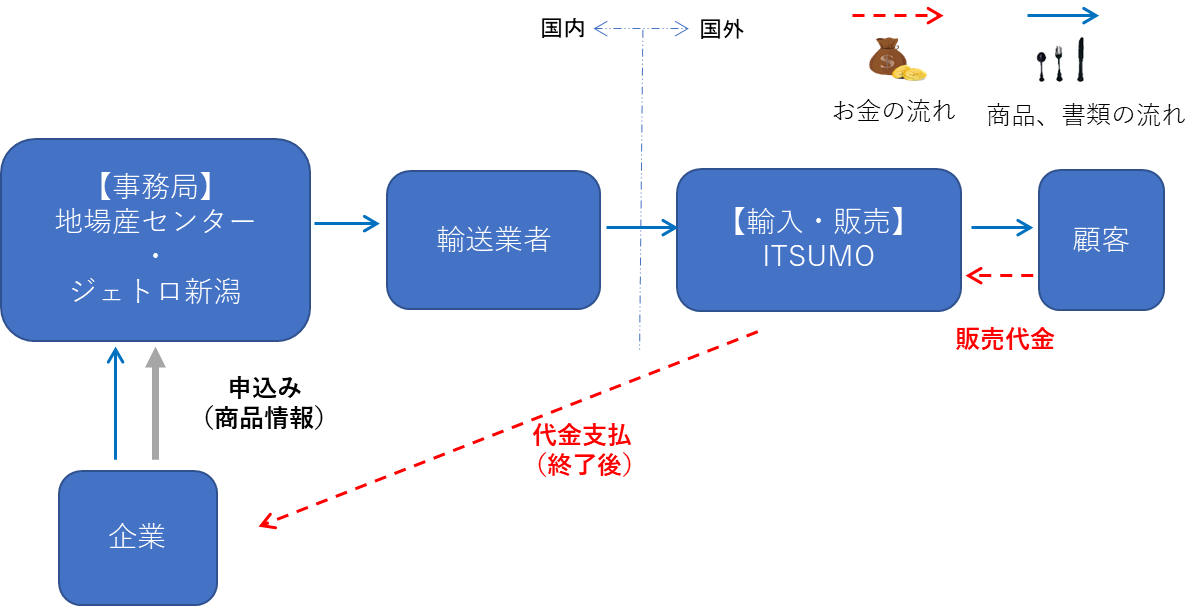 国内
国外
お金の流れ
商品、書類の流れ
【事務局】
地場産センター
・
ジェトロ新潟
輸送業者
【輸入・販売】
ITSUMO
顧客
販売代金
申込み
（商品情報）
代金支払
（終了後）
企業